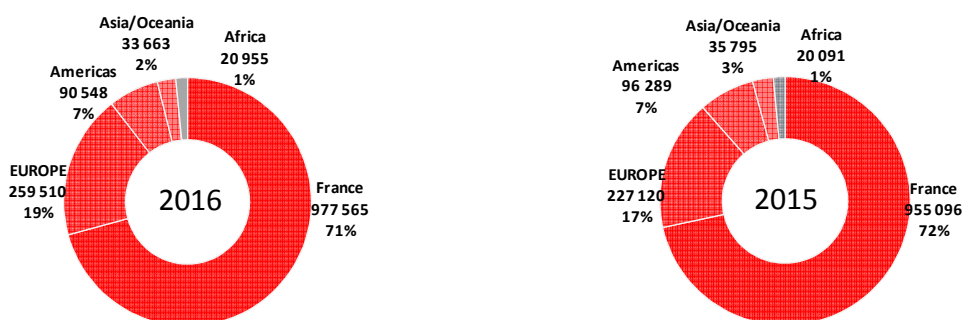 Asia/Oceania
33 663
2%
Africa
20 955
1%
Americas
90 548
7%
EUROPE
259 510
19%
2016
France
977 565
71%
Asia/Oceania
35 795
3%
Africa
20 091
1%
Americas
96 289
7%
EUROPE
227 120
17%
2015
France
955 096
72%